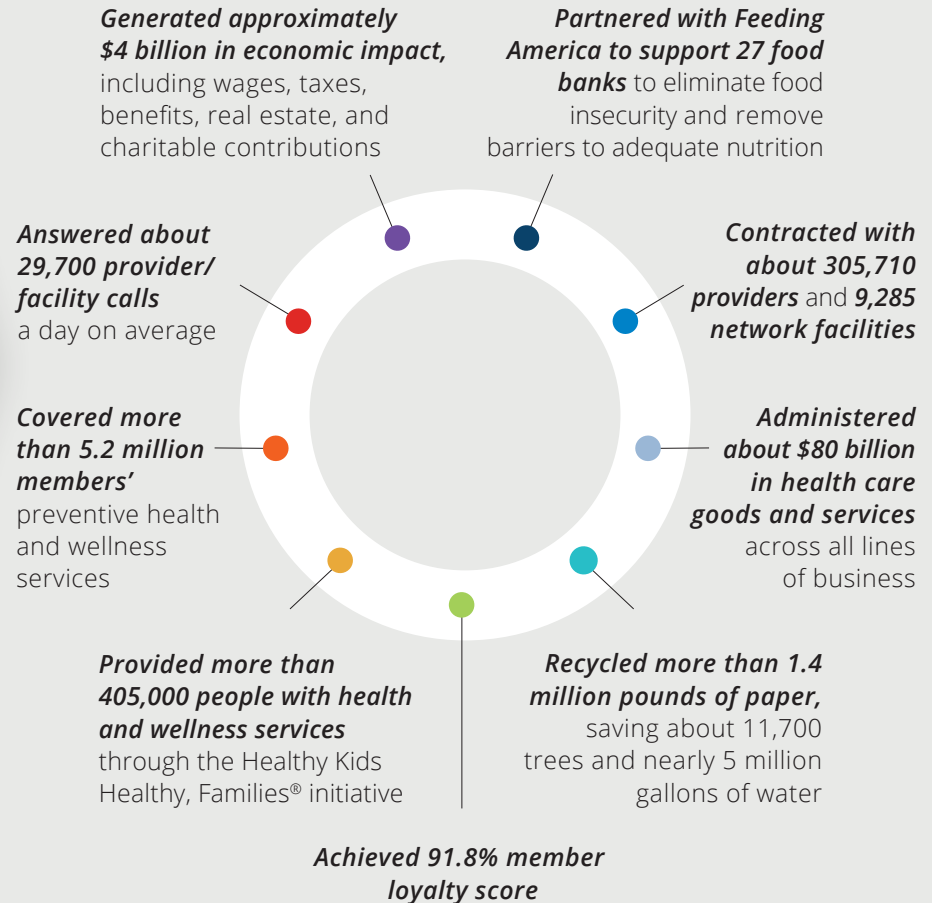 Generated approximately
$4 billion in economic impact,
including wages, taxes,
benefits, real estate, and
charitable contributions
Partnered with Feeding
America to support 27 food
banks to eliminate food
insecurity and remove
barriers to adequate nutrition
Answered about
29,700 provider/
facility calls
a day on average
Contracted with
about 305,710
providers and 9,285
network facilities
Covered more
than 5.2 million
members’
preventive health
and wellness
services
Administered
about $80 billion
in health care
goods and services
across all lines
of business
Provided more than
405,000 people with health
and wellness services
through the Healthy Kids
Healthy, Families® initiative
Recycled more than 1.4
million pounds of paper,
saving about 11,700
trees and nearly 5 million
gallons of water
Achieved 91.8% member
loyalty score